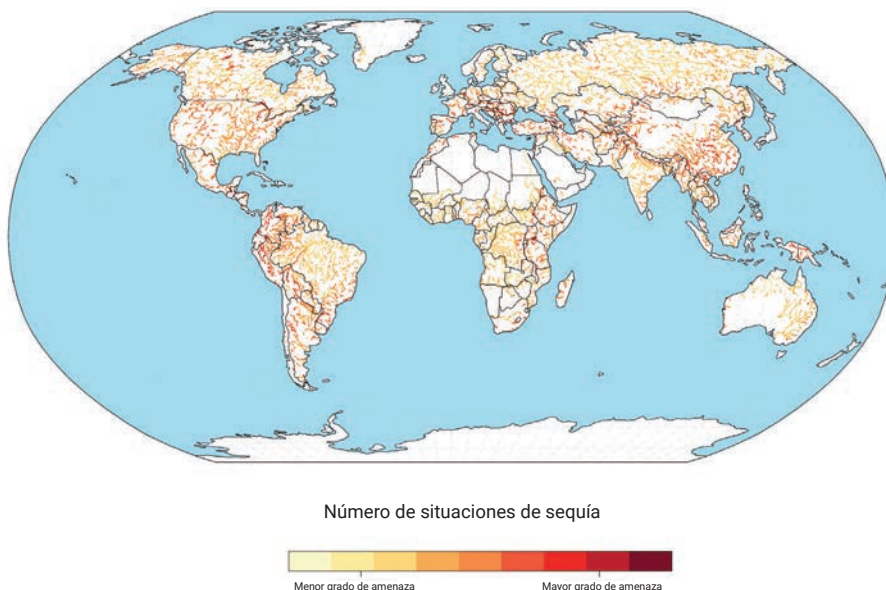 Número de situaciones de sequía
Menor grado de amenaza
Mayor grado de amenaza